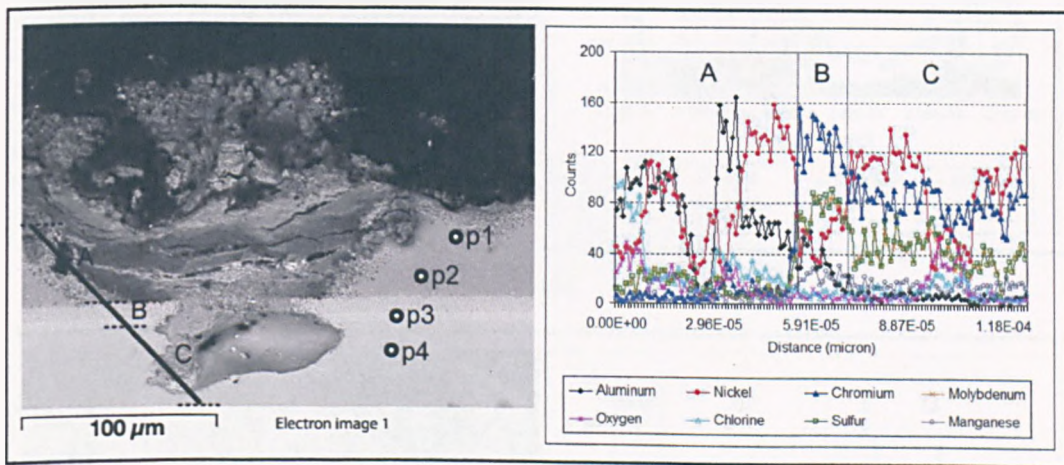 A
B
C
p1
p2
p3
p4
100 µm
Electron image 1
200
160
120
80
40
0
Counts
A B C
0.00E+00 2.96E-05 5.91E-05 8.87E-05 1.18E-04
Distance (micron)
Aluminum Nickel Chromium Molybdenum
Oxygen Chlorine Sulfur Manganese